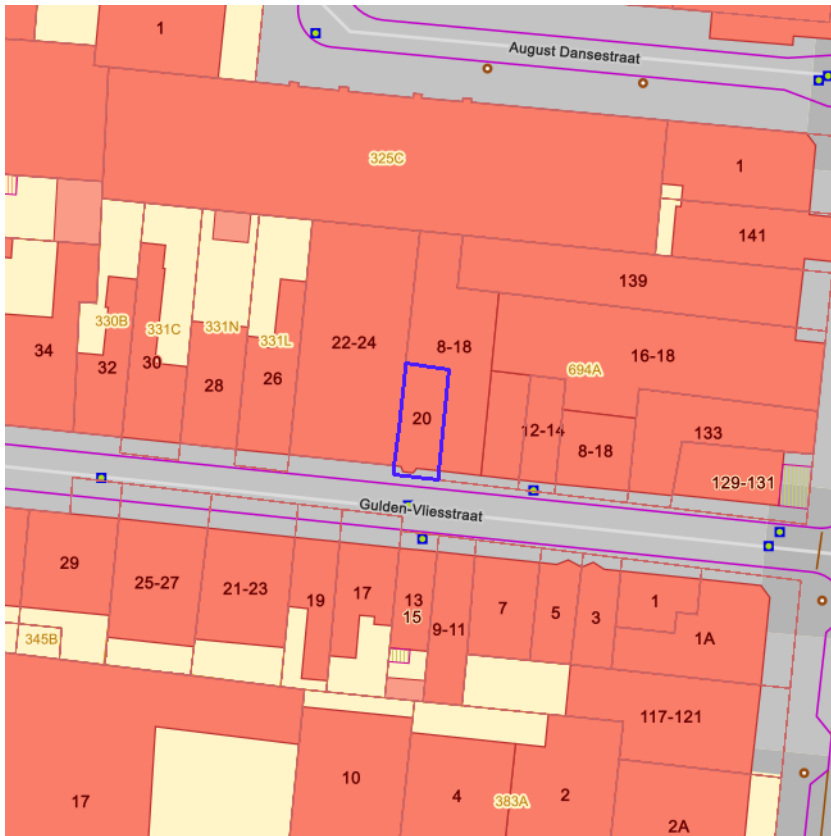 1
August Dansestraat
325C
1
141
139
330B
331C
331N
331L
22-24
8-18
16-18
34
32
30
28
26
694A
20
12-14
8-18
133
129-131
Gulden-Vliesstraat
29
25-27
21-23
19
17
13
15
9-11
7
5
3
1
1A
345B
117-121
17
10
4
383A
2
2A